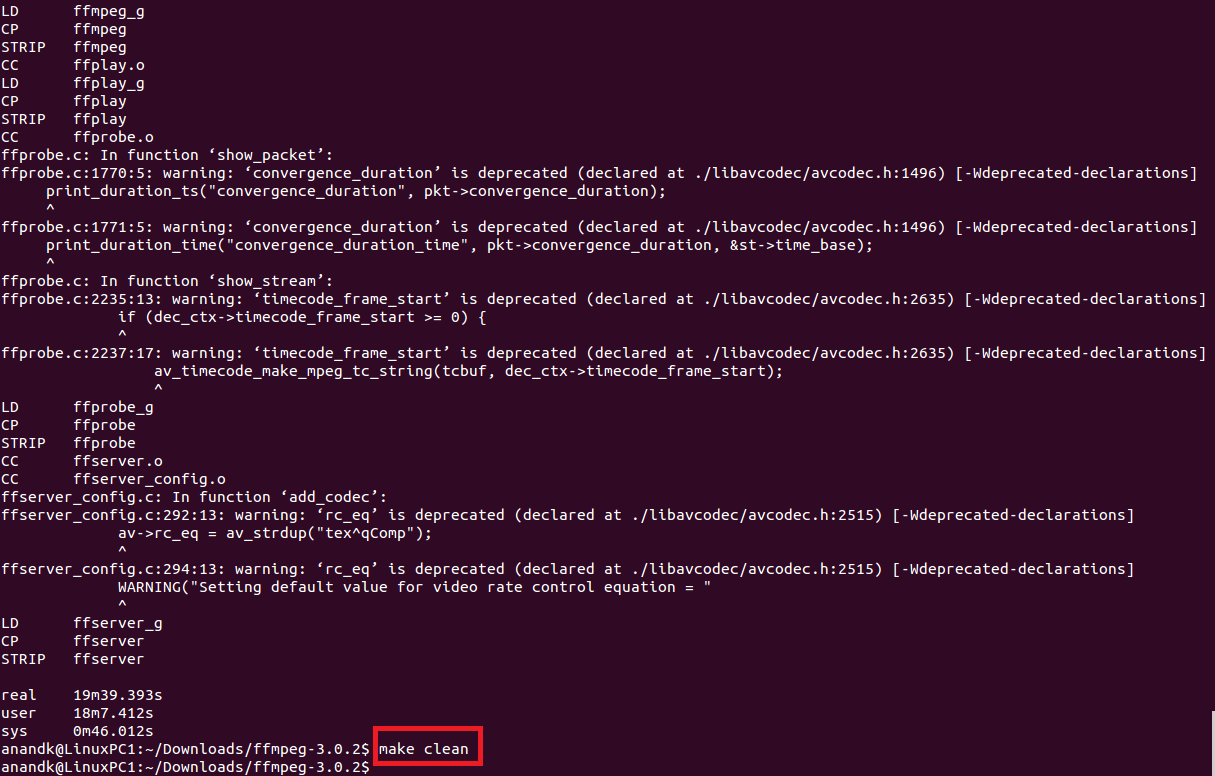 LD      ffmpeg_g
CP      ffmpeg
STRIP   ffmpeg
CC      ffplay.o
LD      ffplay_g
CP      ffplay
STRIP   ffplay
CC      ffprobe.o
ffprobe.c: In function ‘show_packet’:
ffprobe.c:1770:5: warning: ‘convergence_duration’ is deprecated (declared at ./libavcodec/avcodec.h:1496) [-Wdeprecated-declarations]
     print_duration_ts("convergence_duration", pkt->convergence_duration);
     ^
ffprobe.c:1771:5: warning: ‘convergence_duration’ is deprecated (declared at ./libavcodec/avcodec.h:1496) [-Wdeprecated-declarations]
     print_duration_time("convergence_duration_time", pkt->convergence_duration, &st->time_base);
     ^
ffprobe.c: In function ‘show_stream’:
ffprobe.c:2235:13: warning: ‘timecode_frame_start’ is deprecated (declared at ./libavcodec/avcodec.h:2635) [-Wdeprecated-declarations]
             if (dec_ctx->timecode_frame_start >= 0) {
             ^
ffprobe.c:2237:17: warning: ‘timecode_frame_start’ is deprecated (declared at ./libavcodec/avcodec.h:2635) [-Wdeprecated-declarations]
                 av_timecode_make_mpeg_tc_string(tcbuf, dec_ctx->timecode_frame_start);
                 ^
LD      ffprobe_g
CP      ffprobe
STRIP   ffprobe
CC      ffserver.o
CC      ffserver_config.o
ffserver_config.c: In function ‘add_codec’:
ffserver_config.c:292:13: warning: ‘rc_eq’ is deprecated (declared at ./libavcodec/avcodec.h:2515) [-Wdeprecated-declarations]
             av->rc_eq = av_strdup("tex^qComp");
             ^
ffserver_config.c:294:13: warning: ‘rc_eq’ is deprecated (declared at ./libavcodec/avcodec.h:2515) [-Wdeprecated-declarations]
             WARNING("Setting default value for video rate control equation = "
             ^
LD      ffserver_g
CP      ffserver
STRIP   ffserver
real    19m39.393s
user    18m7.412s
sys     0m46.012s
anandk@LinuxPC1:~/Downloads/ffmpeg-3.0.2$ make clean
anandk@LinuxPC1:~/Downloads/ffmpeg-3.0.2$